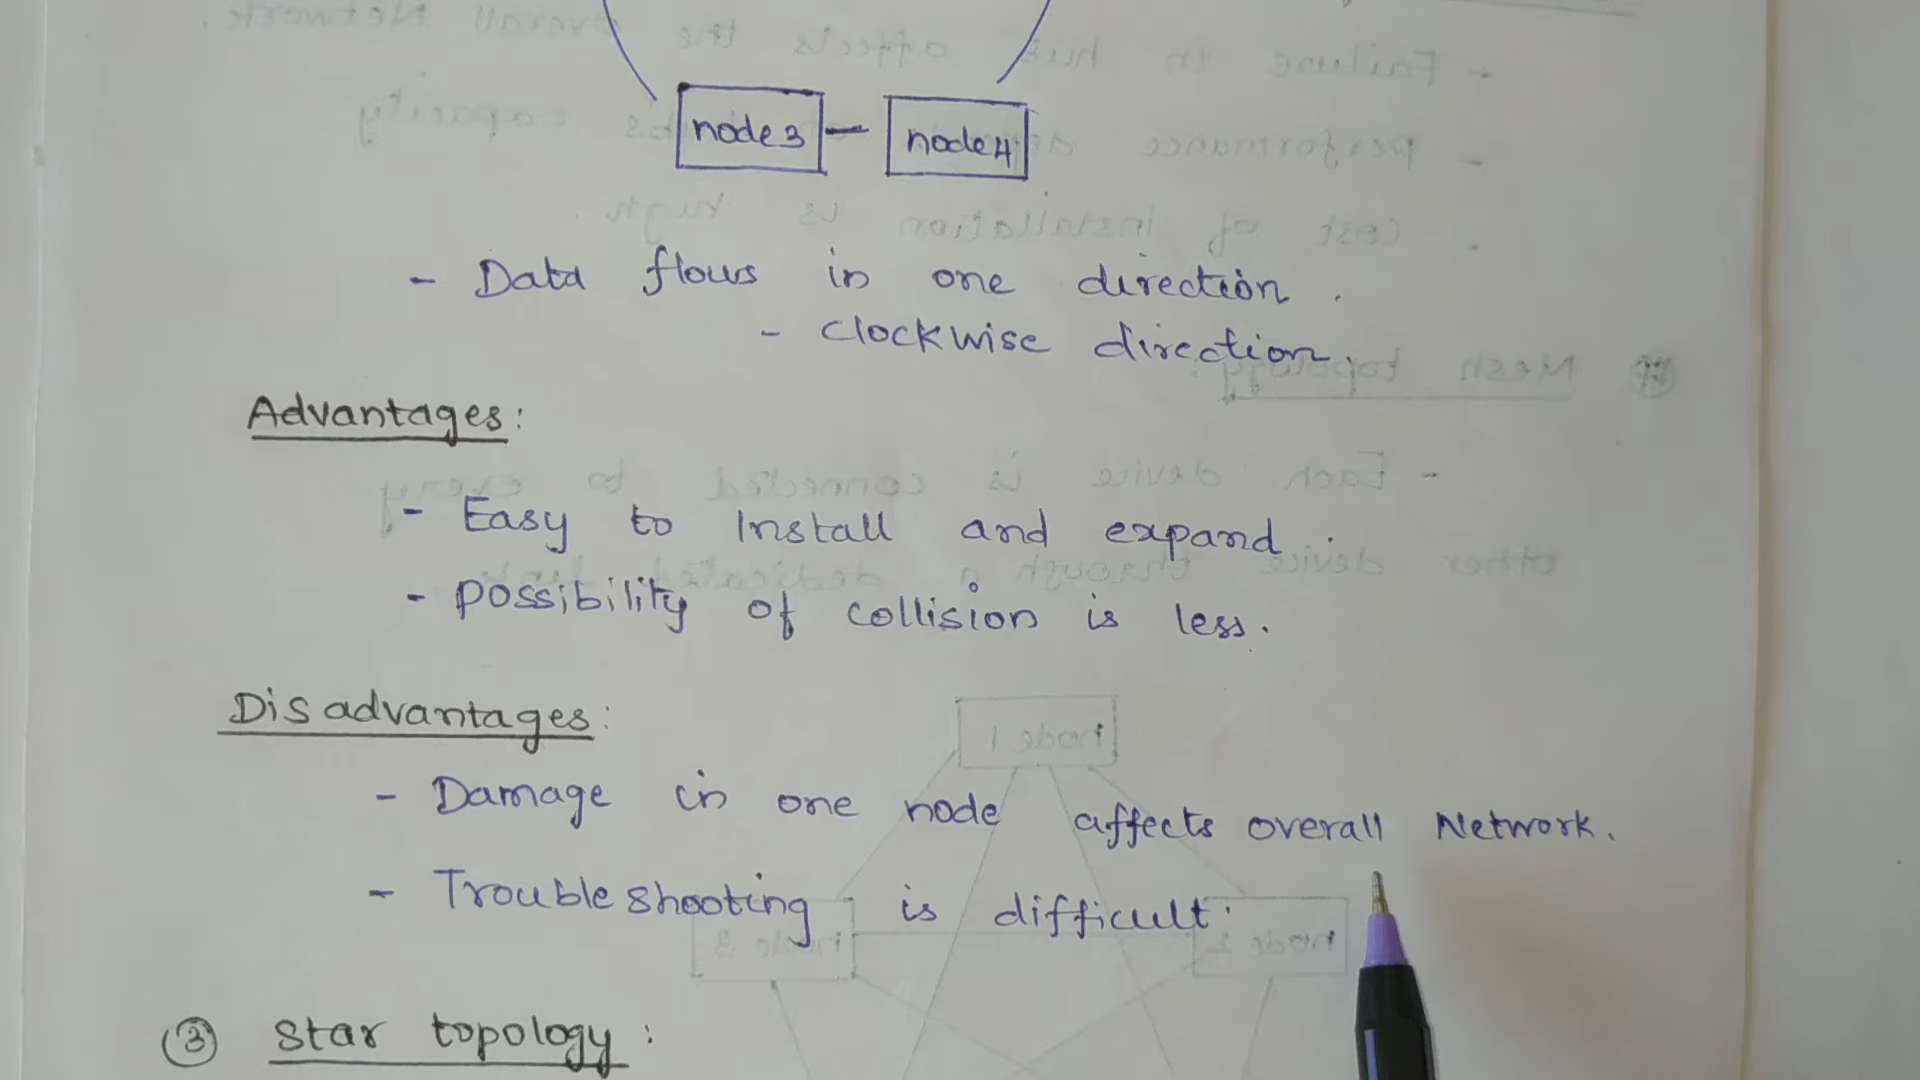 node3 - node4
- Data flows in one direction.
- Clockwise direction.
Advantages:
- Easy to Install and expand.
- Possibility of collision is less.
Disadvantages:
- Damage in one node affects overall Network.
- Troubleshooting is difficult.
③ Star topology: